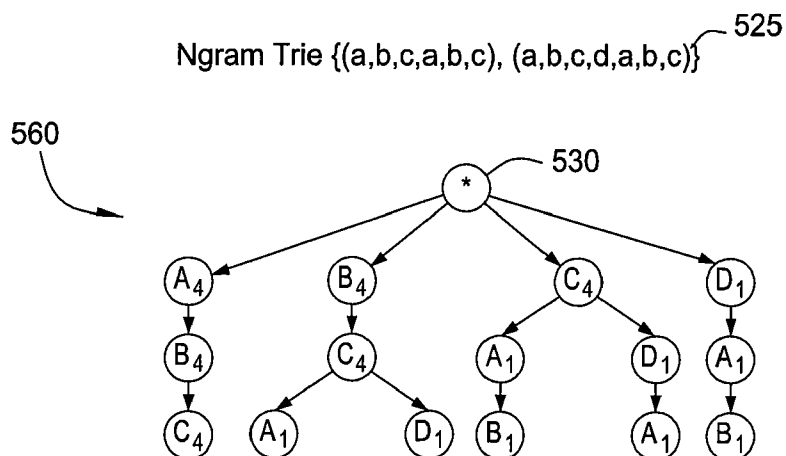 525
Ngram Trie {(a,b,c,a,b,c), (a,b,c,d,a,b,c)}
560
530
*
A4 B4 C4 D1
B4 C4 A1 D1 A1
C4 A1 D1 B1 A1 B1